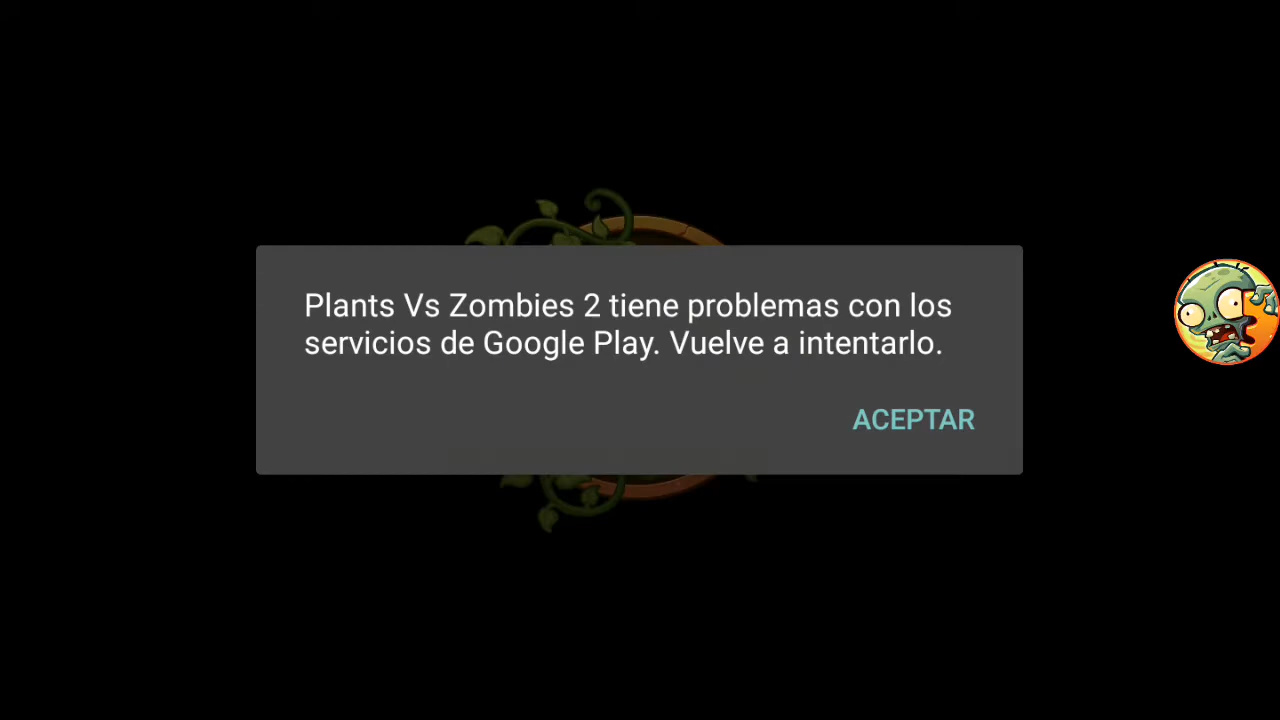 Plants Vs Zombies 2 tiene problemas con los
servicios de Google Play. Vuelve a intentarlo.
ACEPTAR